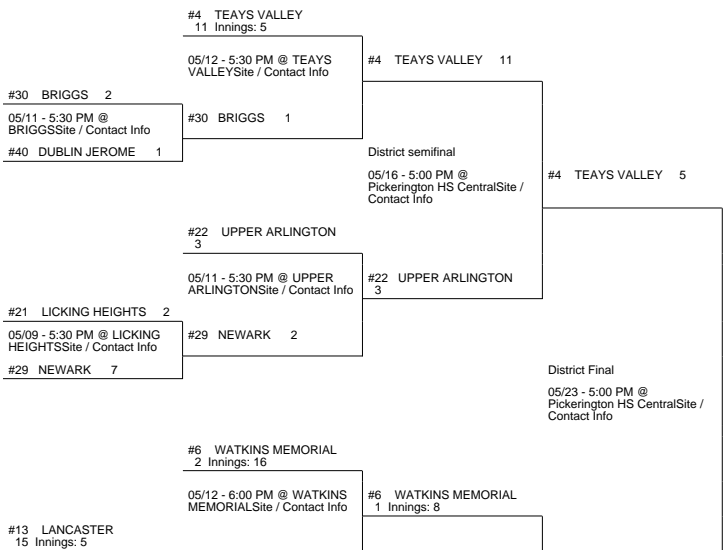 #4 TEAYS VALLEY
11 Innings: 5
05/12 - 5:30 PM @ TEAYS
VALLEYSite / Contact Info
#4 TEAYS VALLEY 11
#30 BRIGGS 2
05/11 - 5:30 PM @
BRIGGSSite / Contact Info
#30 BRIGGS 1
#40 DUBLIN JEROME 1
District semifinal
05/16 - 5:00 PM @
Pickerington HS CentralSite /
Contact Info
#4 TEAYS VALLEY 5
#22 UPPER ARLINGTON
3
05/11 - 5:30 PM @ UPPER
ARLINGTONSite / Contact Info
#22 UPPER ARLINGTON
3
#21 LICKING HEIGHTS 2
05/09 - 5:30 PM @ LICKING
HEIGHTSSite / Contact Info
#29 NEWARK 2
#29 NEWARK 7
District Final
05/23 - 5:00 PM @
Pickerington HS CentralSite /
Contact Info
#6 WATKINS MEMORIAL
2 Innings: 16
05/12 - 6:00 PM @ WATKINS
MEMORIALSite / Contact Info
#6 WATKINS MEMORIAL
1 Innings: 8
#13 LANCASTER
15 Innings: 5